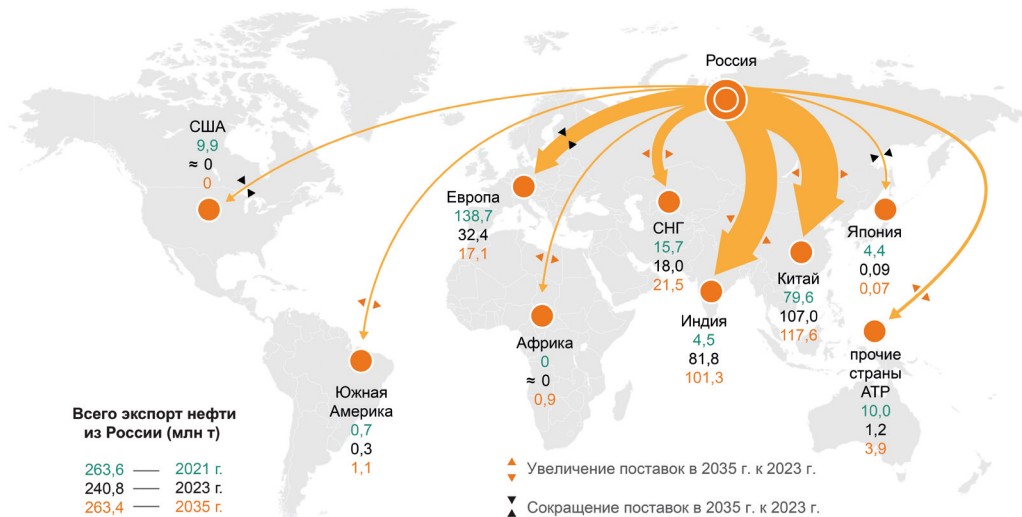 Россия
США
9,9
≈ 0
0
Европа
138,7
32,4
17,1
СНГ
15,7
18,0
21,5
Япония
4,4
0,09
0,07
Китай
79,6
107,0
117,6
Индия
4,5
81,8
101,3
Африка
0
≈ 0
0,9
прочие
страны
АТР
10,0
1,2
3,9
Южная
Америка
0,7
0,3
1,1
Всего экспорт нефти
из России (млн т)
263,6 — 2021 г.
240,8 — 2023 г.
263,4 — 2035 г.
Увеличение поставок в 2035 г. к 2023 г.
Сокращение поставок в 2035 г. к 2023 г.